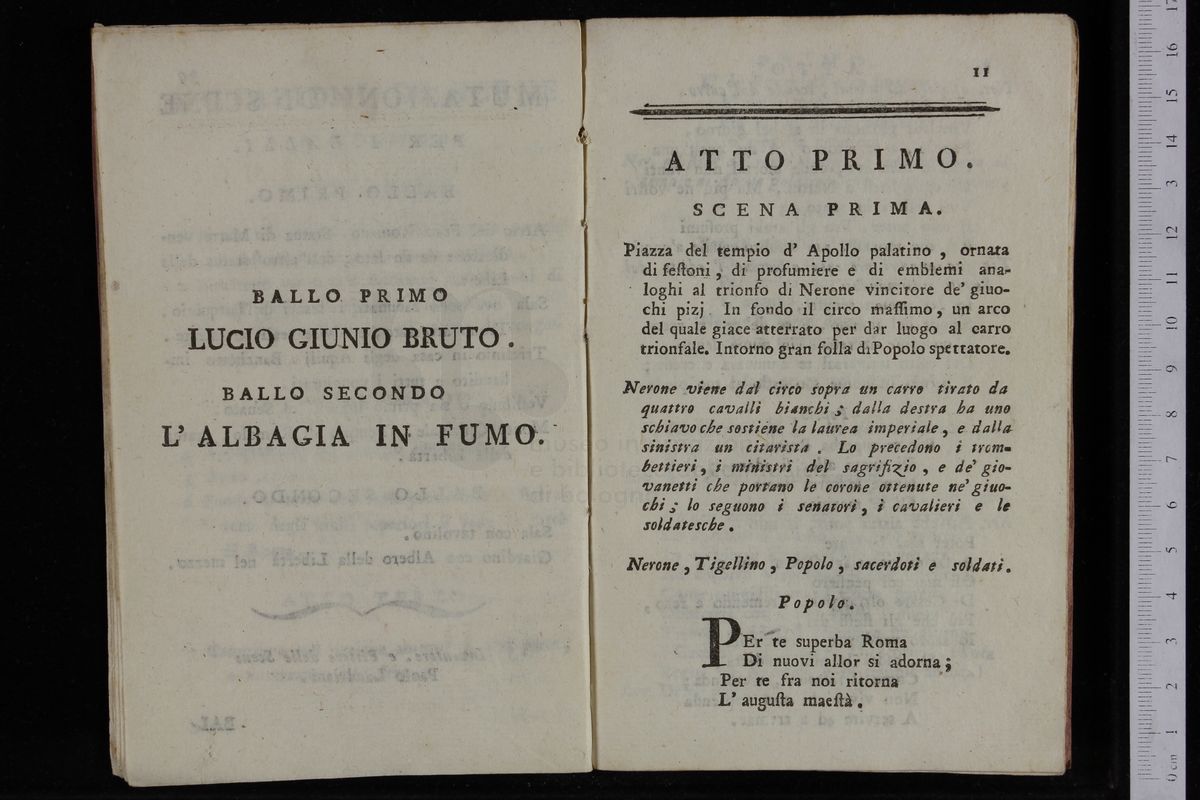 BALLO PRIMO
LUCIO GIUNIO BRUTO.
BALLO SECONDO
L' ALBAGIA IN FUMO.
11
ATTO PRIMO.
SCENA PRIMA.
Piazza del tempio d' Apollo palatino, ornata
di feſtoni, di profumiere e di emblemi ana-
loghi al trionfo di Nerone vincitore de' giuo-
chi pizj. In fondo il circo maſſimo, un arco
del quale giace atterrato per dar luogo al carro
trionfale. Intorno gran folla di Popolo spettatore.
Nerone viene dal circo sopra un carro tirato da
quattro cavalli bianchi; dalla destra ha uno
schiavo che sostiene la laurea imperiale, e dalla
sinistra un citarista. Lo precedono i trom-
bettieri, i ministri del sagrifizio, e de' gio-
vanetti che portano le corone ottenute ne' giuo-
chi; lo seguono i senatori, i cavalieri e le
soldatesche.
Nerone, Tigellino, Popolo, sacerdoti e soldati.
Popolo.
PEr te superba Roma
Di nuovi allor si adorna;
Per te fra noi ritorna
L' auguſta maeſtà.